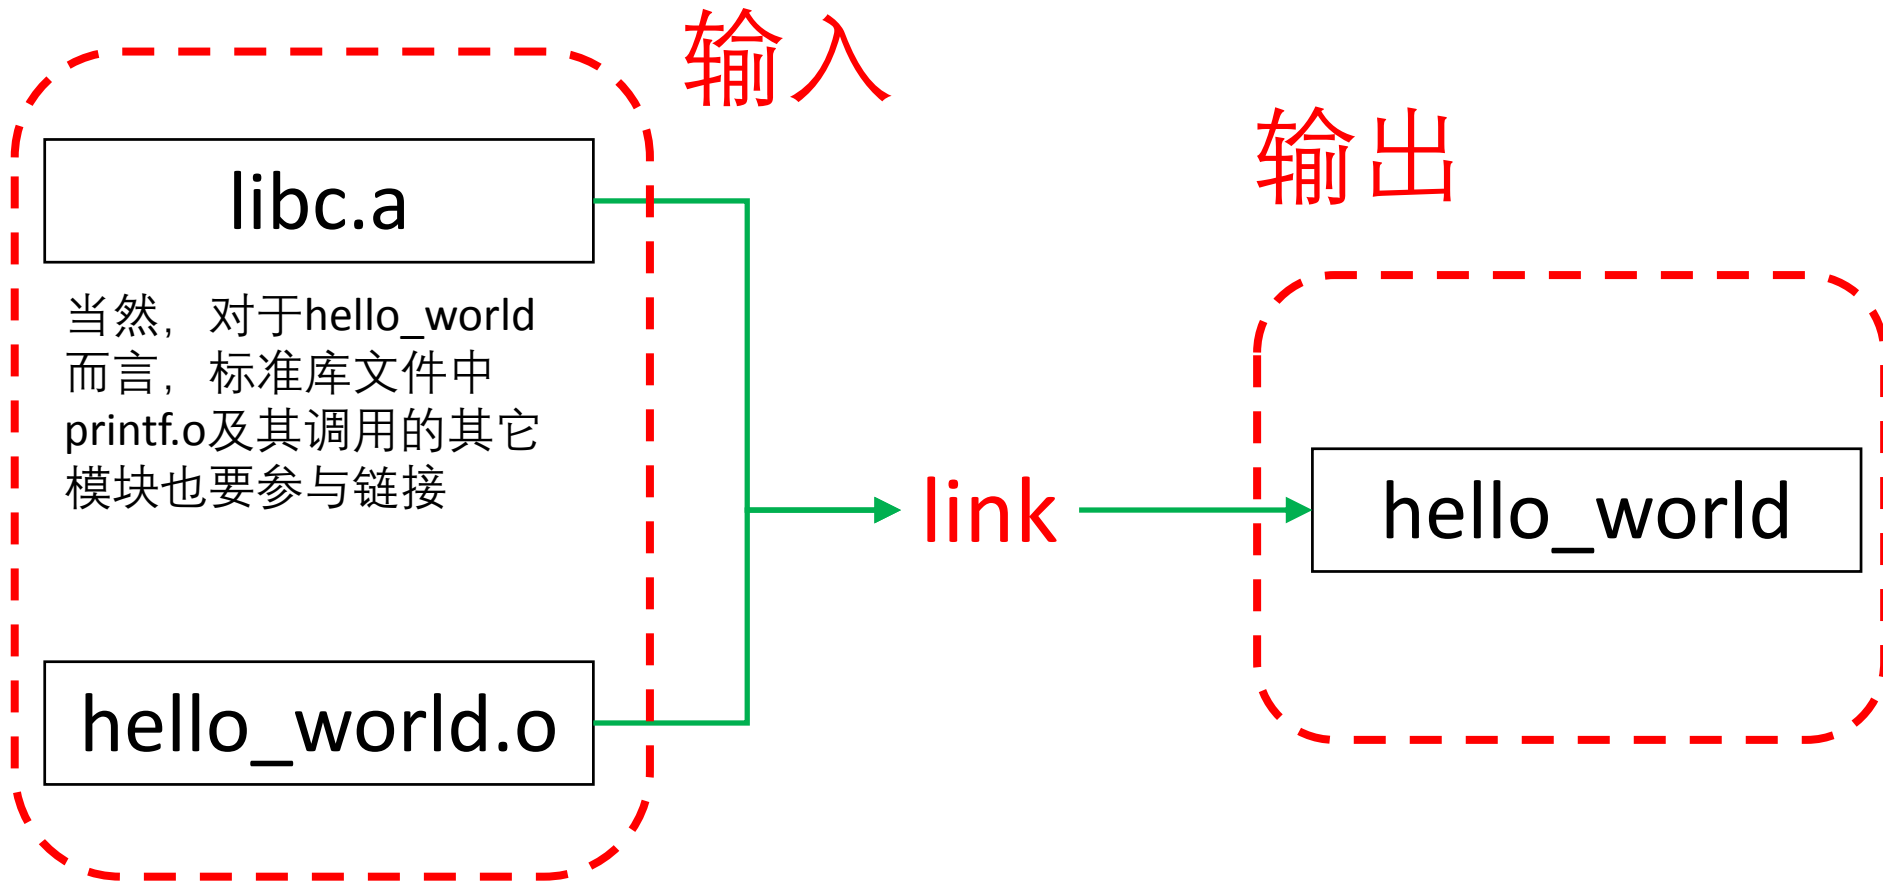 输入
输出
libc.a
当然，对于hello_world
而言，标准库文件中
printf.o及其调用的其它
模块也要参与链接
link
hello_world
hello_world.o